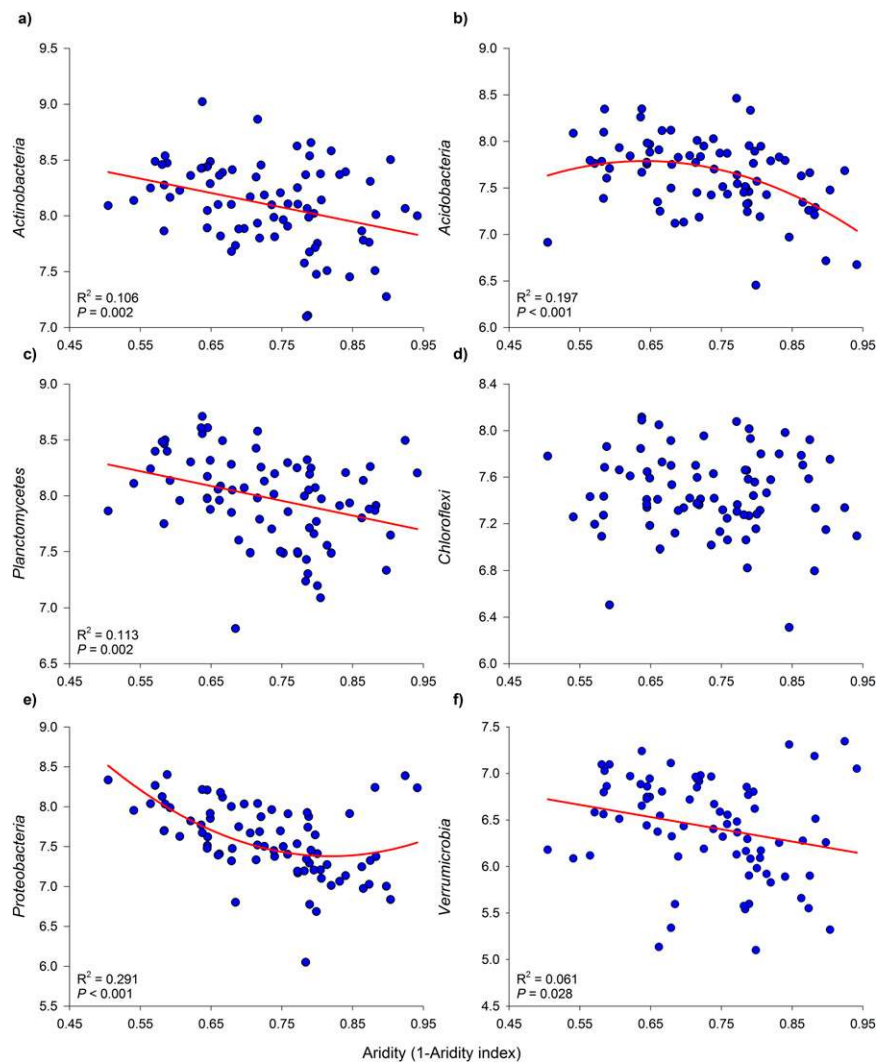 a)
9.5
9.0
8.5
8.0
7.5
7.0
Actinobacteria
R² = 0.106
P = 0.002
0.45 0.55 0.65 0.75 0.85 0.95
b)
9.0
8.5
8.0
7.5
7.0
6.5
6.0
Acidobacteria
R² = 0.197
P < 0.001
0.45 0.55 0.65 0.75 0.85 0.95
c)
9.0
8.5
8.0
7.5
7.0
6.5
Planctomycetes
R² = 0.113
P = 0.002
0.45 0.55 0.65 0.75 0.85 0.95
d)
8.4
8.0
7.6
7.2
6.8
6.4
6.0
Chloroflexi
0.45 0.55 0.65 0.75 0.85 0.95
e)
9.0
8.5
8.0
7.5
7.0
6.5
6.0
5.5
Proteobacteria
R² = 0.291
P < 0.001
0.45 0.55 0.65 0.75 0.85 0.95
f)
7.5
7.0
6.5
6.0
5.5
5.0
4.5
Verrumicrobia
R² = 0.061
P = 0.028
0.45 0.55 0.65 0.75 0.85 0.95
Aridity (1-Aridity index)